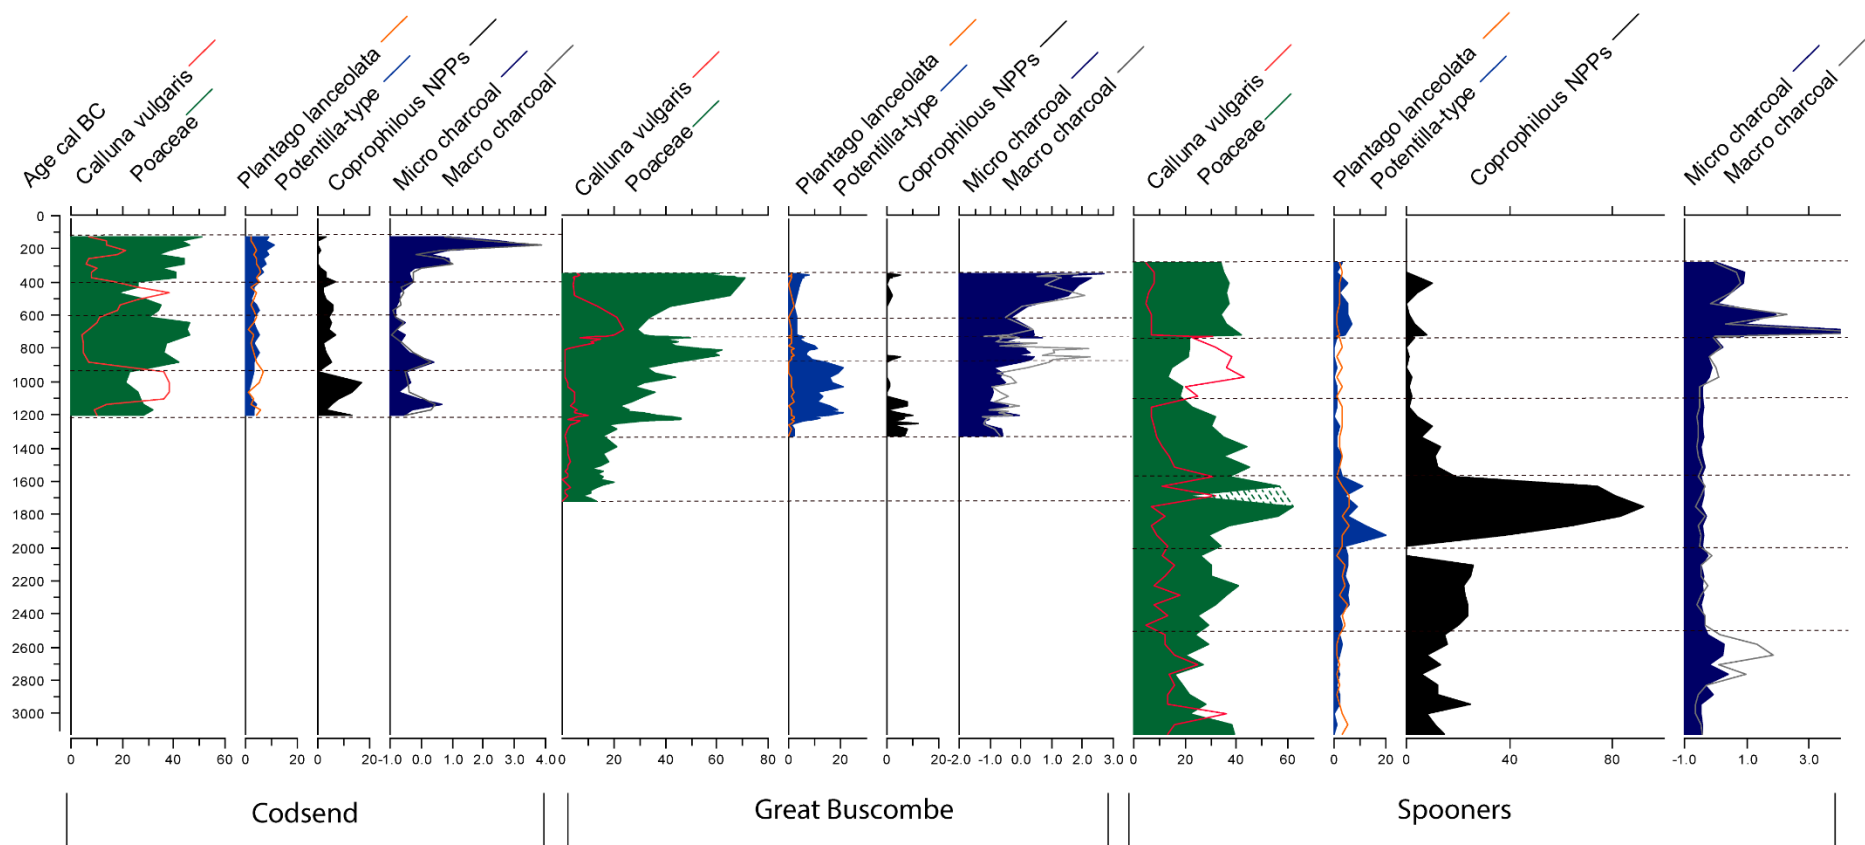 Age cal BC
Calluna vulgaris
Poaceae
Plantago lanceolata
Potentilla-type
Coprophilous NPPs
Micro charcoal
Macro charcoal
Calluna vulgaris
Poaceae
Plantago lanceolata
Potentilla-type
Coprophilous NPPs
Micro charcoal
Macro charcoal
Calluna vulgaris
Poaceae
Plantago lanceolata
Potentilla-type
Coprophilous NPPs
Micro charcoal
Macro charcoal
0
200
400
600
800
1000
1200
1400
1600
1800
2000
2200
2400
2600
2800
3000
0 20 40 60 0 20 0 20 -1.0 0.0 1.0 2.0 3.0 4.0 0 20 40 60 80 0 20 0 20 -2.0 -1.0 0.0 1.0 2.0 3.0 0 20 40 60 0 20 0 40 80 -1.0 1.0 3.0
Codsend
Great Buscombe
Spooners